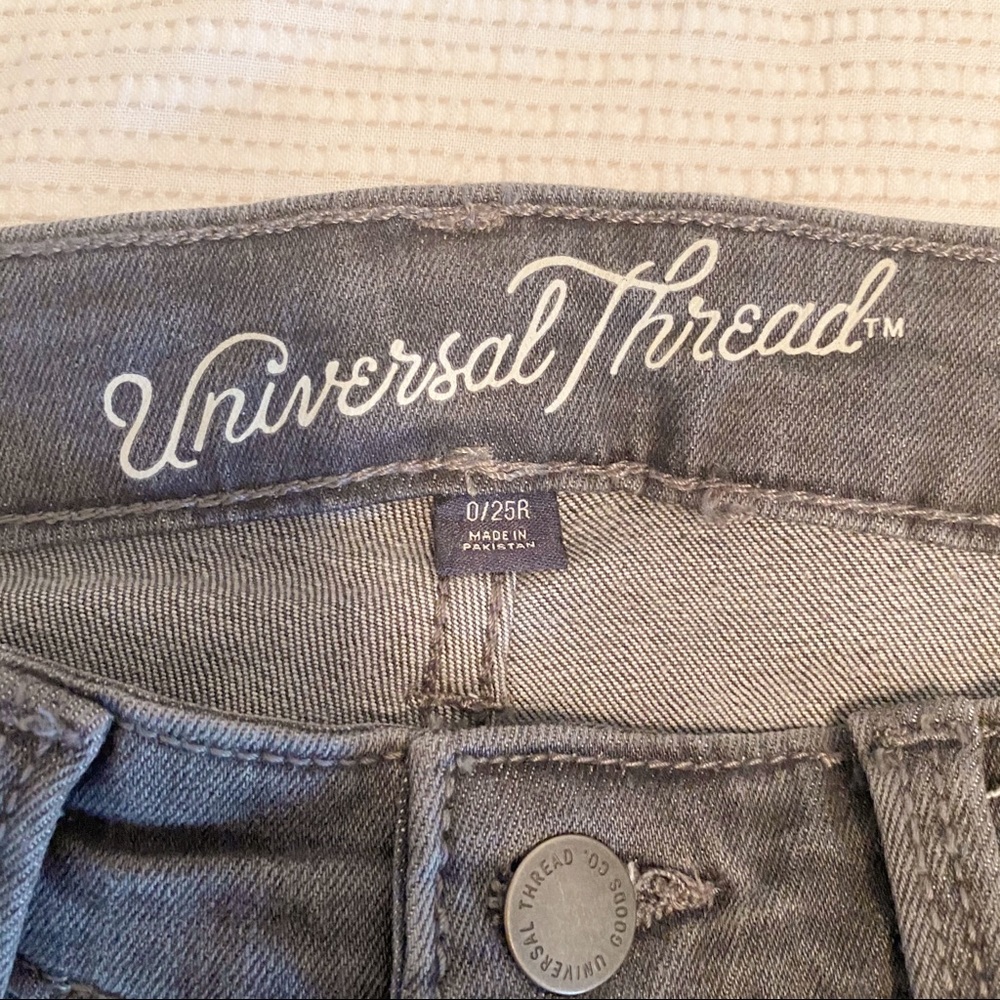 Universal Thread™
0/25R
MADE IN
PAKISTAN
UNIVERSAL THREAD GOODS CO.